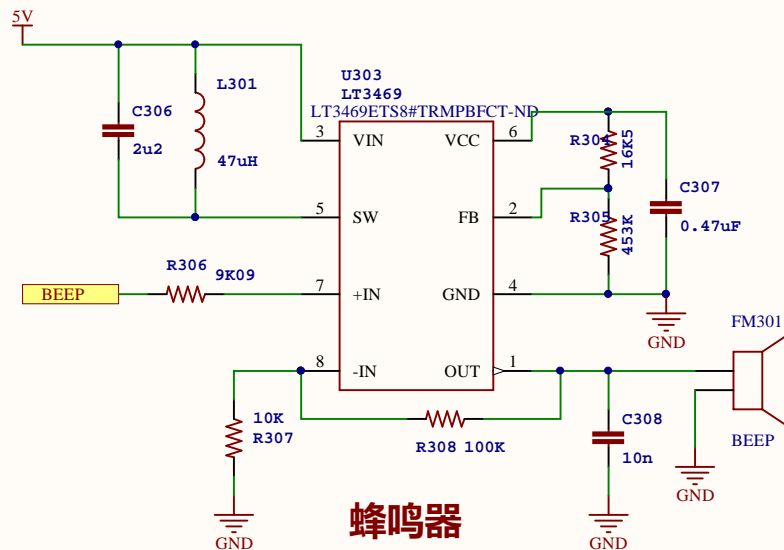 5V
U303
LT3469
LT3469ETS8#TRMPBFCT-ND
L301
C306
2u2
47uH
3 VIN VCC 6
R304 16K5
C307
0.47uF
5 SW FB 2
R305 453K
R306
9K09
BEEP
7 +IN GND 4
GND
FM301
8 -IN OUT 1
10K
R307
R308 100K
C308
10n
BEEP
GND
蜂鸣器
GND
GND